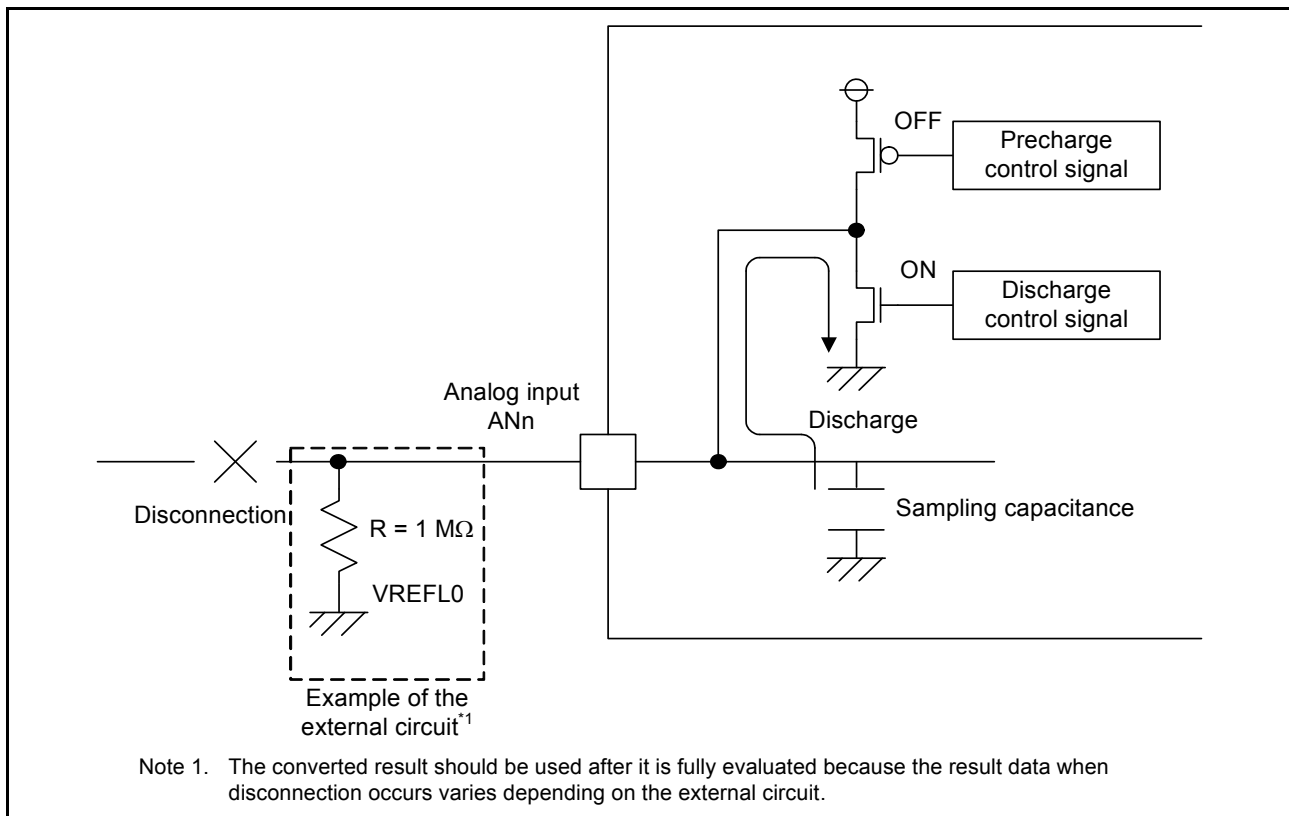 OFF
Precharge
control signal
ON
Discharge
control signal
Analog input
ANn
Discharge
Disconnection
R = 1 MΩ
Sampling capacitance
VREFL0
Example of the
external circuit*1
Note 1. The converted result should be used after it is fully evaluated because the result data when
disconnection occurs varies depending on the external circuit.